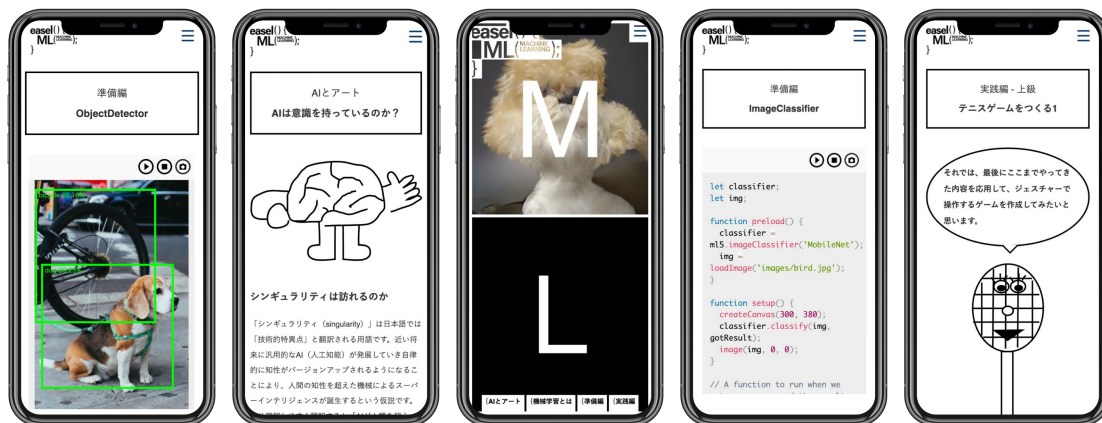 easel() {
ML(MACHINE LEARNING);
}
準備編
ObjectDetector
easel() {
ML(MACHINE LEARNING);
}
AIとアート
AIは意識を持っているのか？
シンギュラリティは訪れるのか
「シンギュラリティ（singularity）」は日本語では
「技術的特異点」と翻訳される用語です。近い将
来に汎用的なAI（人工知能）が発展していき自律
的に知性がバージョンアップされるようになるこ
とにより、人間の知性を超えた機械によるスーパ
ーインテリジェンスが誕生するという仮説です。
easel() {
ML(MACHINE LEARNING);
}
M
L
{AIとアート
{機械学習とは
{準備編
{実践編
easel() {
ML(MACHINE LEARNING);
}
準備編
ImageClassifier
let classifier;
let img;
function preload() {
classifier =
ml5.imageClassifier('MobileNet');
img =
loadImage('images/bird.jpg');
}
function setup() {
createCanvas(300, 380);
classifier.classify(img,
gotResult);
image(img, 0, 0);
}
// A function to run when we
easel() {
ML(MACHINE LEARNING);
}
実践編 - 上級
テニスゲームをつくる1
それでは、最後にここまでやってき
た内容を応用して、ジェスチャーで
操作するゲームを作成してみたいと
思います。